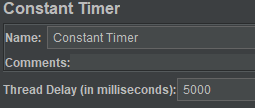 Constant Timer
Name: Constant Timer
Comments:
Thread Delay (in milliseconds): 5000